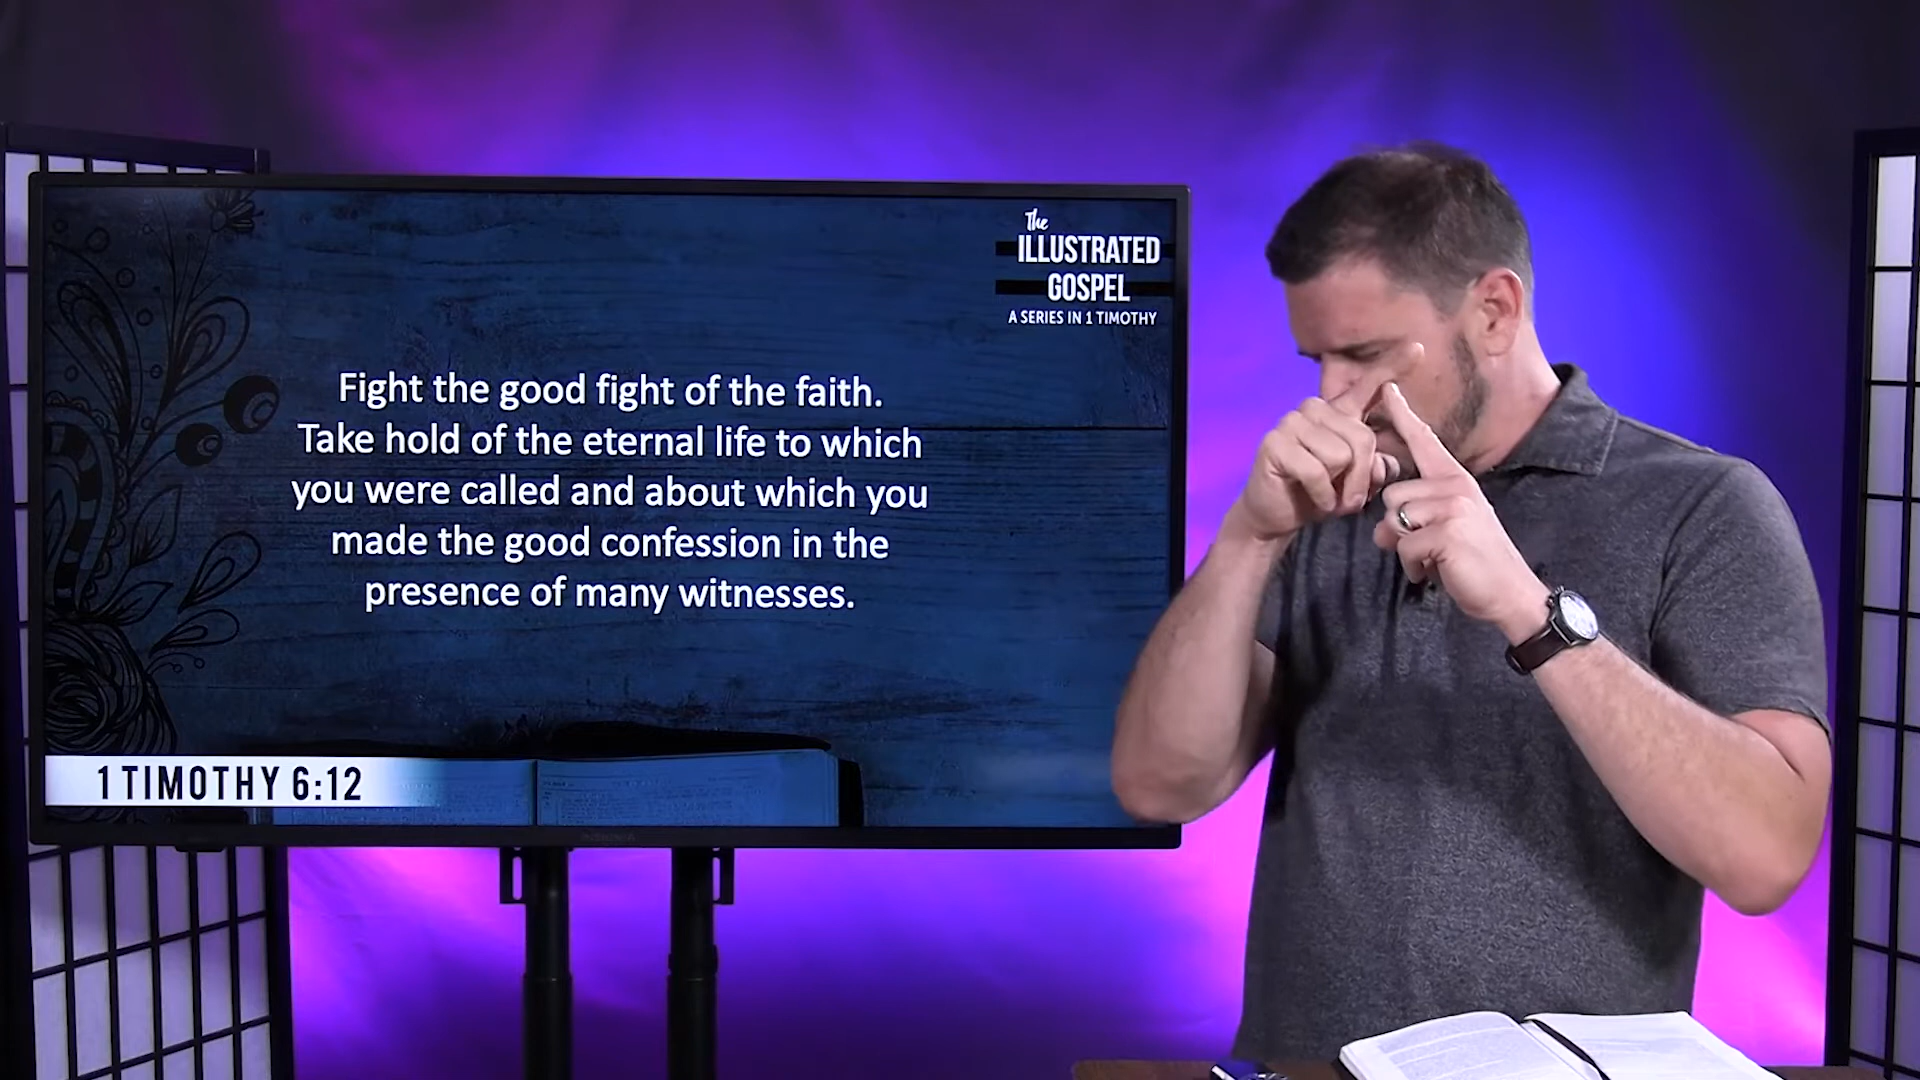 The
ILLUSTRATED
GOSPEL
A SERIES IN 1 TIMOTHY
Fight the good fight of the faith.
Take hold of the eternal life to which
you were called and about which you
made the good confession in the
presence of many witnesses.
1 TIMOTHY 6:12